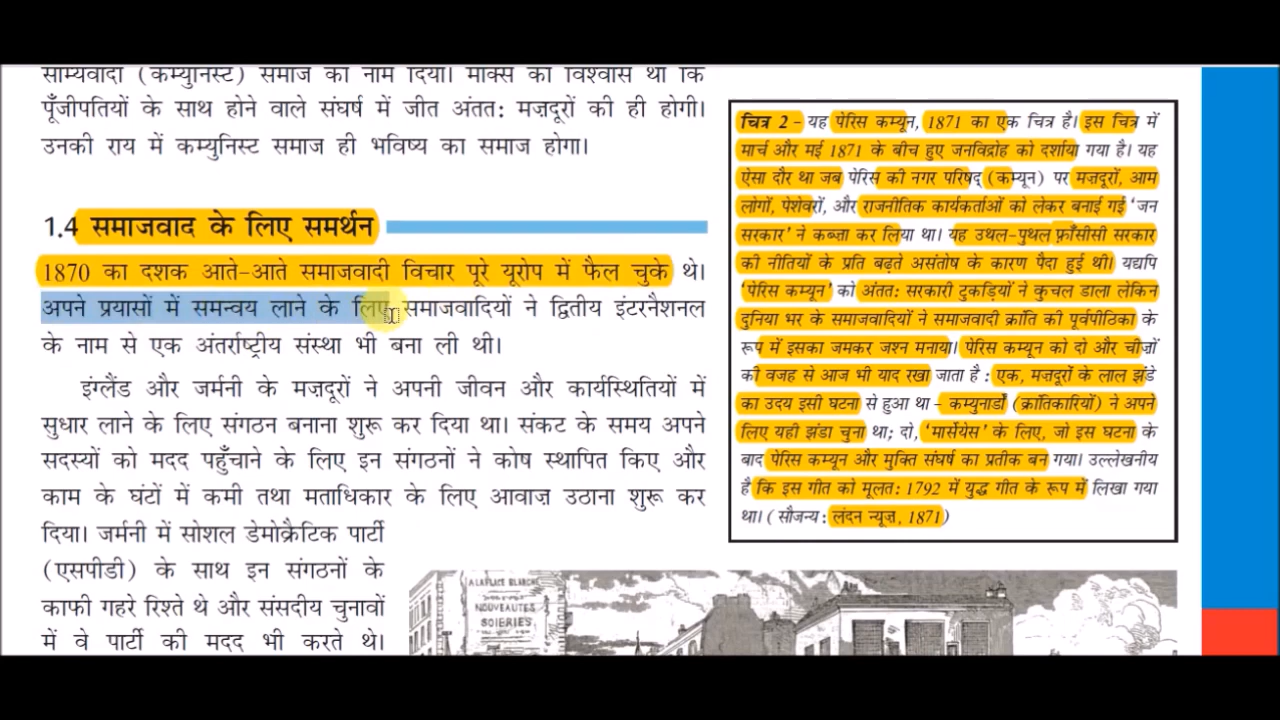 साम्यवादी (कम्युनिस्ट) समाज का नाम दिया। मार्क्स का विश्वास था कि
पूँजीपतियों के साथ होने वाले संघर्ष में जीत अंतत: मज़दूरों की ही होगी।
उनकी राय में कम्युनिस्ट समाज ही भविष्य का समाज होगा।
1.4 समाजवाद के लिए समर्थन
1870 का दशक आते-आते समाजवादी विचार पूरे यूरोप में फैल चुके थे।
अपने प्रयासों में समन्वय लाने के लिए समाजवादियों ने द्वितीय इंटरनैशनल
के नाम से एक अंतर्राष्ट्रीय संस्था भी बना ली थी।
इंग्लैंड और जर्मनी के मज़दूरों ने अपनी जीवन और कार्यस्थितियों में
सुधार लाने के लिए संगठन बनाना शुरू कर दिया था। संकट के समय अपने
सदस्यों को मदद पहुँचाने के लिए इन संगठनों ने कोष स्थापित किए और
काम के घंटों में कमी तथा मताधिकार के लिए आवाज़ उठाना शुरू कर
दिया। जर्मनी में सोशल डेमोक्रैटिक पार्टी
(एसपीडी) के साथ इन संगठनों के
काफी गहरे रिश्ते थे और संसदीय चुनावों
में वे पार्टी की मदद भी करते थे।
चित्र 2 - यह पेरिस कम्यून, 1871 का एक चित्र है। इस चित्र में
मार्च और मई 1871 के बीच हुए जनविद्रोह को दर्शाया गया है। यह
ऐसा दौर था जब पेरिस की नगर परिषद् (कम्यून) पर मज़दूरों, आम
लोगों, पेशेवरों, और राजनीतिक कार्यकर्ताओं को लेकर बनाई गई 'जन
सरकार' ने कब्ज़ा कर लिया था। यह उथल-पुथल फ़्राँसीसी सरकार
की नीतियों के प्रति बढ़ते असंतोष के कारण पैदा हुई थी। यद्यपि
'पेरिस कम्यून' को अंतत: सरकारी टुकड़ियों ने कुचल डाला लेकिन
दुनिया भर के समाजवादियों ने समाजवादी क्राँति की पूर्वपीठिका के
रूप में इसका जमकर जश्न मनाया। पेरिस कम्यून को दो और चीज़ों
की वजह से आज भी याद रखा जाता है : एक, मज़दूरों के लाल झंडे
का उदय इसी घटना से हुआ था - कम्युनार्डों (क्राँतिकारियों) ने अपने
लिए यही झंडा चुना था; दो, 'मार्सेयेस' के लिए, जो इस घटना के
बाद पेरिस कम्यून और मुक्ति संघर्ष का प्रतीक बन गया। उल्लेखनीय
है कि इस गीत को मूलत: 1792 में युद्ध गीत के रूप में लिखा गया
था। ( सौजन्य : लंदन न्यूज़, 1871)
A LA PLACE BLANCHE
NOUVEAUTES
SOIERIES